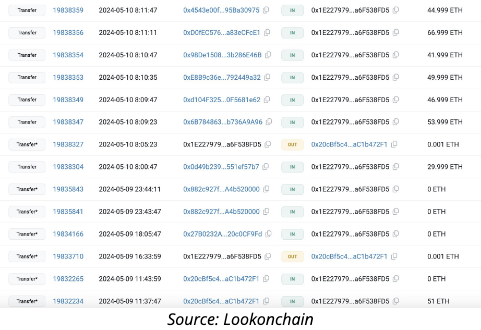 Transfer 19838359 2024-05-10 8:11:47 0x4543e00f...95Ba30975 IN 0x1E227979...a6F538FD5 44.999 ETH
Transfer 19838356 2024-05-10 8:11:11 0xD0fEC576...a83eCFcE1 IN 0x1E227979...a6F538FD5 66.999 ETH
Transfer 19838354 2024-05-10 8:10:47 0x98De1508...3b286E46B IN 0x1E227979...a6F538FD5 41.999 ETH
Transfer 19838353 2024-05-10 8:10:35 0xE8B9c36e...792449a32 IN 0x1E227979...a6F538FD5 49.999 ETH
Transfer 19838349 2024-05-10 8:09:47 0xd104F325...0F5681e62 IN 0x1E227979...a6F538FD5 46.999 ETH
Transfer 19838347 2024-05-10 8:09:23 0x6B784863...b736A9A96 IN 0x1E227979...a6F538FD5 53.999 ETH
Transfer* 19838327 2024-05-10 8:05:23 0x1E227979...a6F538FD5 OUT 0x20cBf5c4...aC1b472F1 0.001 ETH
Transfer 19838304 2024-05-10 8:00:47 0x0d49b239...551ef57b7 IN 0x1E227979...a6F538FD5 29.999 ETH
Transfer* 19835843 2024-05-09 23:44:11 0x882c927f...A4b520000 IN 0x1E227979...a6F538FD5 0 ETH
Transfer* 19835841 2024-05-09 23:43:47 0x882c927f...A4b520000 IN 0x1E227979...a6F538FD5 0 ETH
Transfer* 19834166 2024-05-09 18:05:47 0x27B0232A...20c0CF9Fd IN 0x1E227979...a6F538FD5 0 ETH
Transfer* 19833710 2024-05-09 16:33:59 0x1E227979...a6F538FD5 OUT 0x20cBf5c4...aC1b472F1 0.001 ETH
Transfer* 19832265 2024-05-09 11:43:59 0x20cBf5c4...aC1b472F1 IN 0x1E227979...a6F538FD5 0 ETH
Transfer* 19832234 2024-05-09 11:37:47 0x20cBf5c4...aC1b472F1 IN 0x1E227979...a6F538FD5 51 ETH
Source: Lookonchain